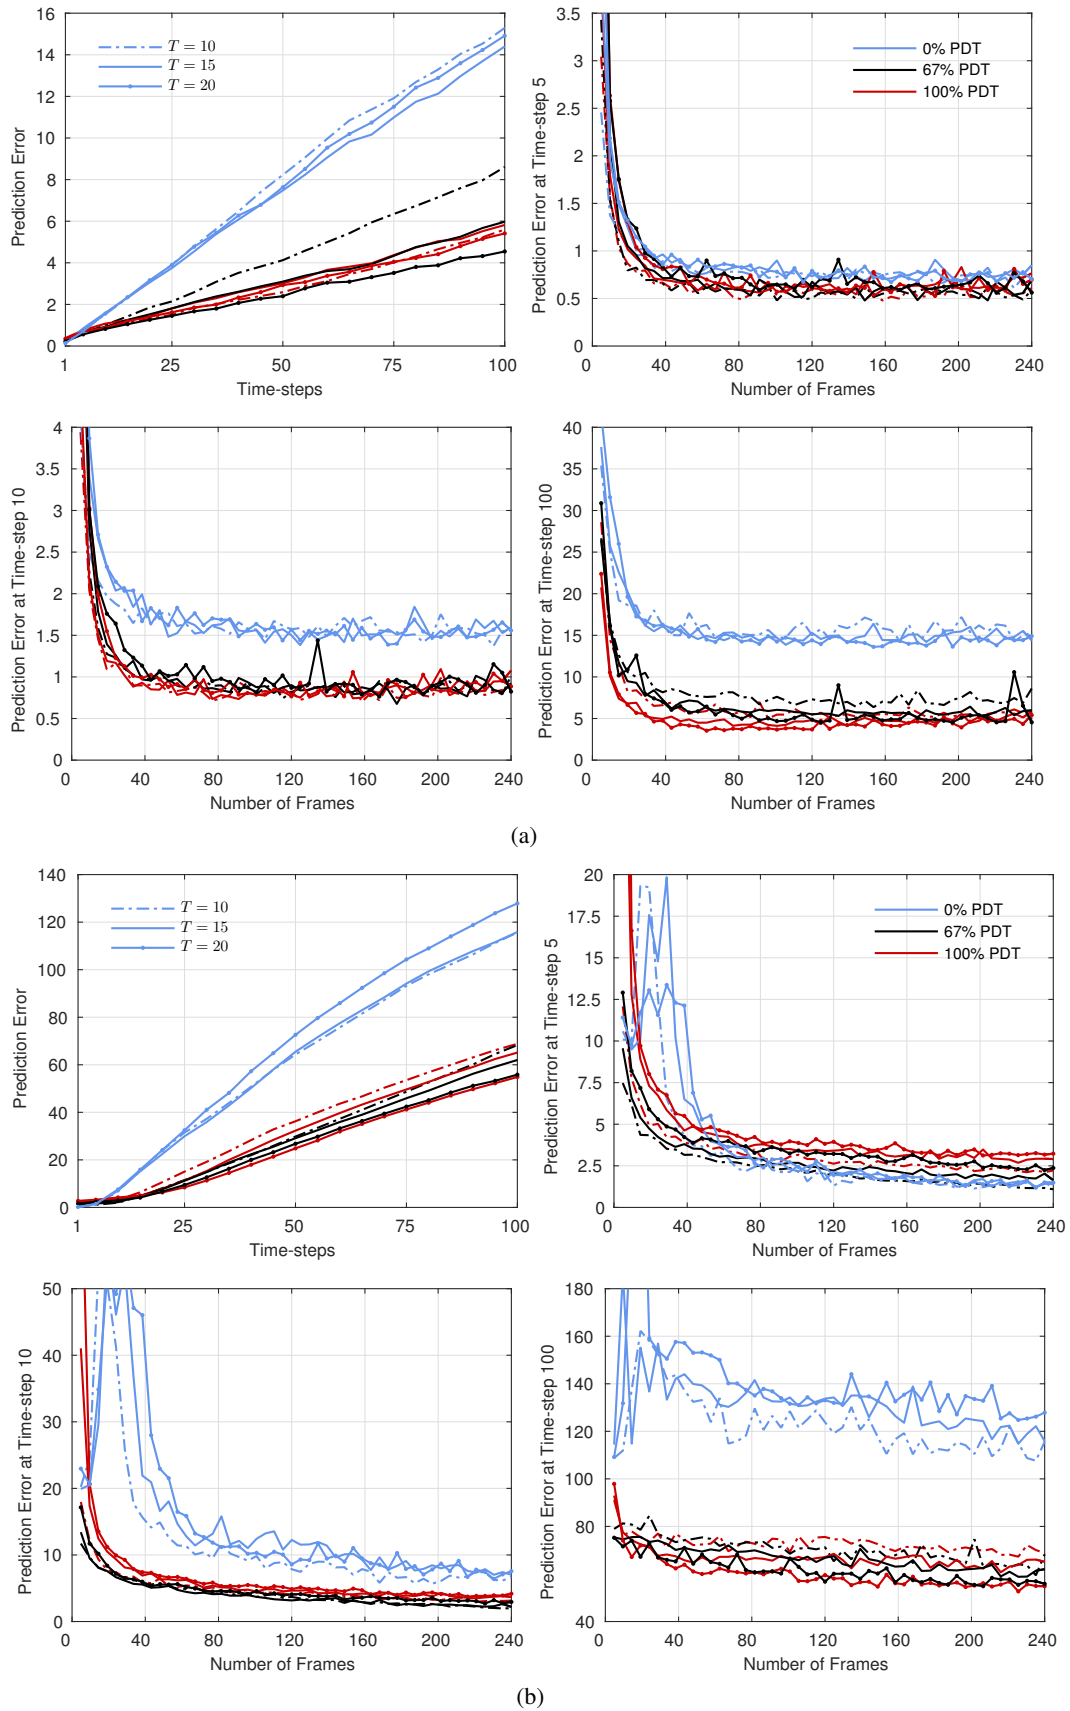 16
14
12
10
8
6
4
2
0
Prediction Error
T = 10
T = 15
T = 20
1 25 50 75 100
Time-steps
3.5
3
2.5
2
1.5
1
0.5
0
Prediction Error at Time-step 5
0% PDT
67% PDT
100% PDT
0 40 80 120 160 200 240
Number of Frames
4
3.5
3
2.5
2
1.5
1
0.5
0
Prediction Error at Time-step 10
0 40 80 120 160 200 240
Number of Frames
40
35
30
25
20
15
10
5
0
Prediction Error at Time-step 100
0 40 80 120 160 200 240
Number of Frames
(a)
140
120
100
80
60
40
20
0
Prediction Error
T = 10
T = 15
T = 20
1 25 50 75 100
Time-steps
20
17.5
15
12.5
10
7.5
5
2.5
0
Prediction Error at Time-step 5
0% PDT
67% PDT
100% PDT
0 40 80 120 160 200 240
Number of Frames
50
40
30
20
10
0
Prediction Error at Time-step 10
0 40 80 120 160 200 240
Number of Frames
180
160
140
120
100
80
60
40
Prediction Error at Time-step 100
0 40 80 120 160 200 240
Number of Frames
(b)